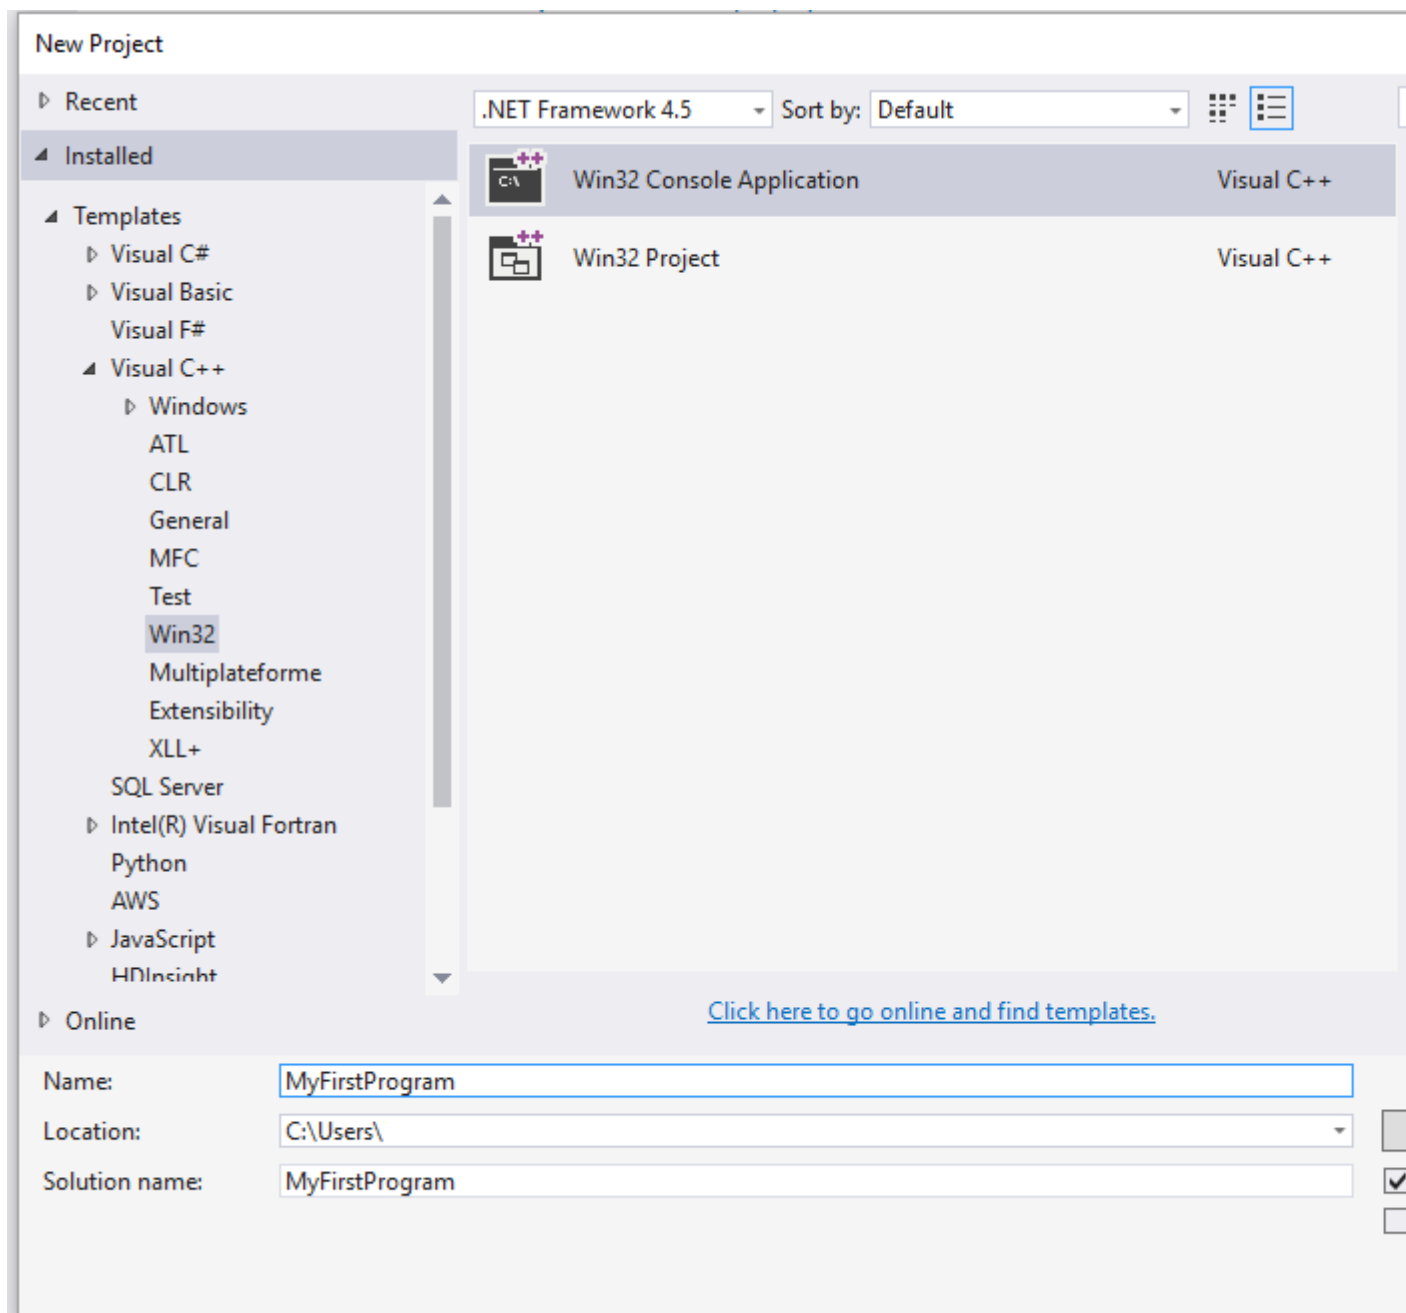 New Project
Recent
Installed
Templates
Visual C#
Visual Basic
Visual F#
Visual C++
Windows
ATL
CLR
General
MFC
Test
Win32
Multiplateforme
Extensibility
XLL+
SQL Server
Intel(R) Visual Fortran
Python
AWS
JavaScript
HDInsight
Online
.NET Framework 4.5 Sort by: Default
C:\ Win32 Console Application Visual C++
Win32 Project Visual C++
Click here to go online and find templates.
Name: MyFirstProgram
Location: C:\Users\
Solution name: MyFirstProgram